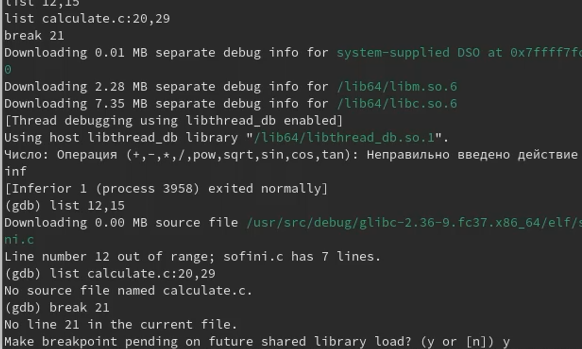 list 12,15
list calculate.c:20,29
break 21
Downloading 0.01 MB separate debug info for system-supplied DSO at 0x7ffff7fc
0
Downloading 2.28 MB separate debug info for /lib64/libm.so.6
Downloading 7.35 MB separate debug info for /lib64/libc.so.6
[Thread debugging using libthread_db enabled]
Using host libthread_db library "/lib64/libthread_db.so.1".
Число: Операция (+,-,*,/,pow,sqrt,sin,cos,tan): Неправильно введено действие
inf
[Inferior 1 (process 3958) exited normally]
(gdb) list 12,15
Downloading 0.00 MB source file /usr/src/debug/glibc-2.36-9.fc37.x86_64/elf/s
ni.c
Line number 12 out of range; sofini.c has 7 lines.
(gdb) list calculate.c:20,29
No source file named calculate.c.
(gdb) break 21
No line 21 in the current file.
Make breakpoint pending on future shared library load? (y or [n]) y